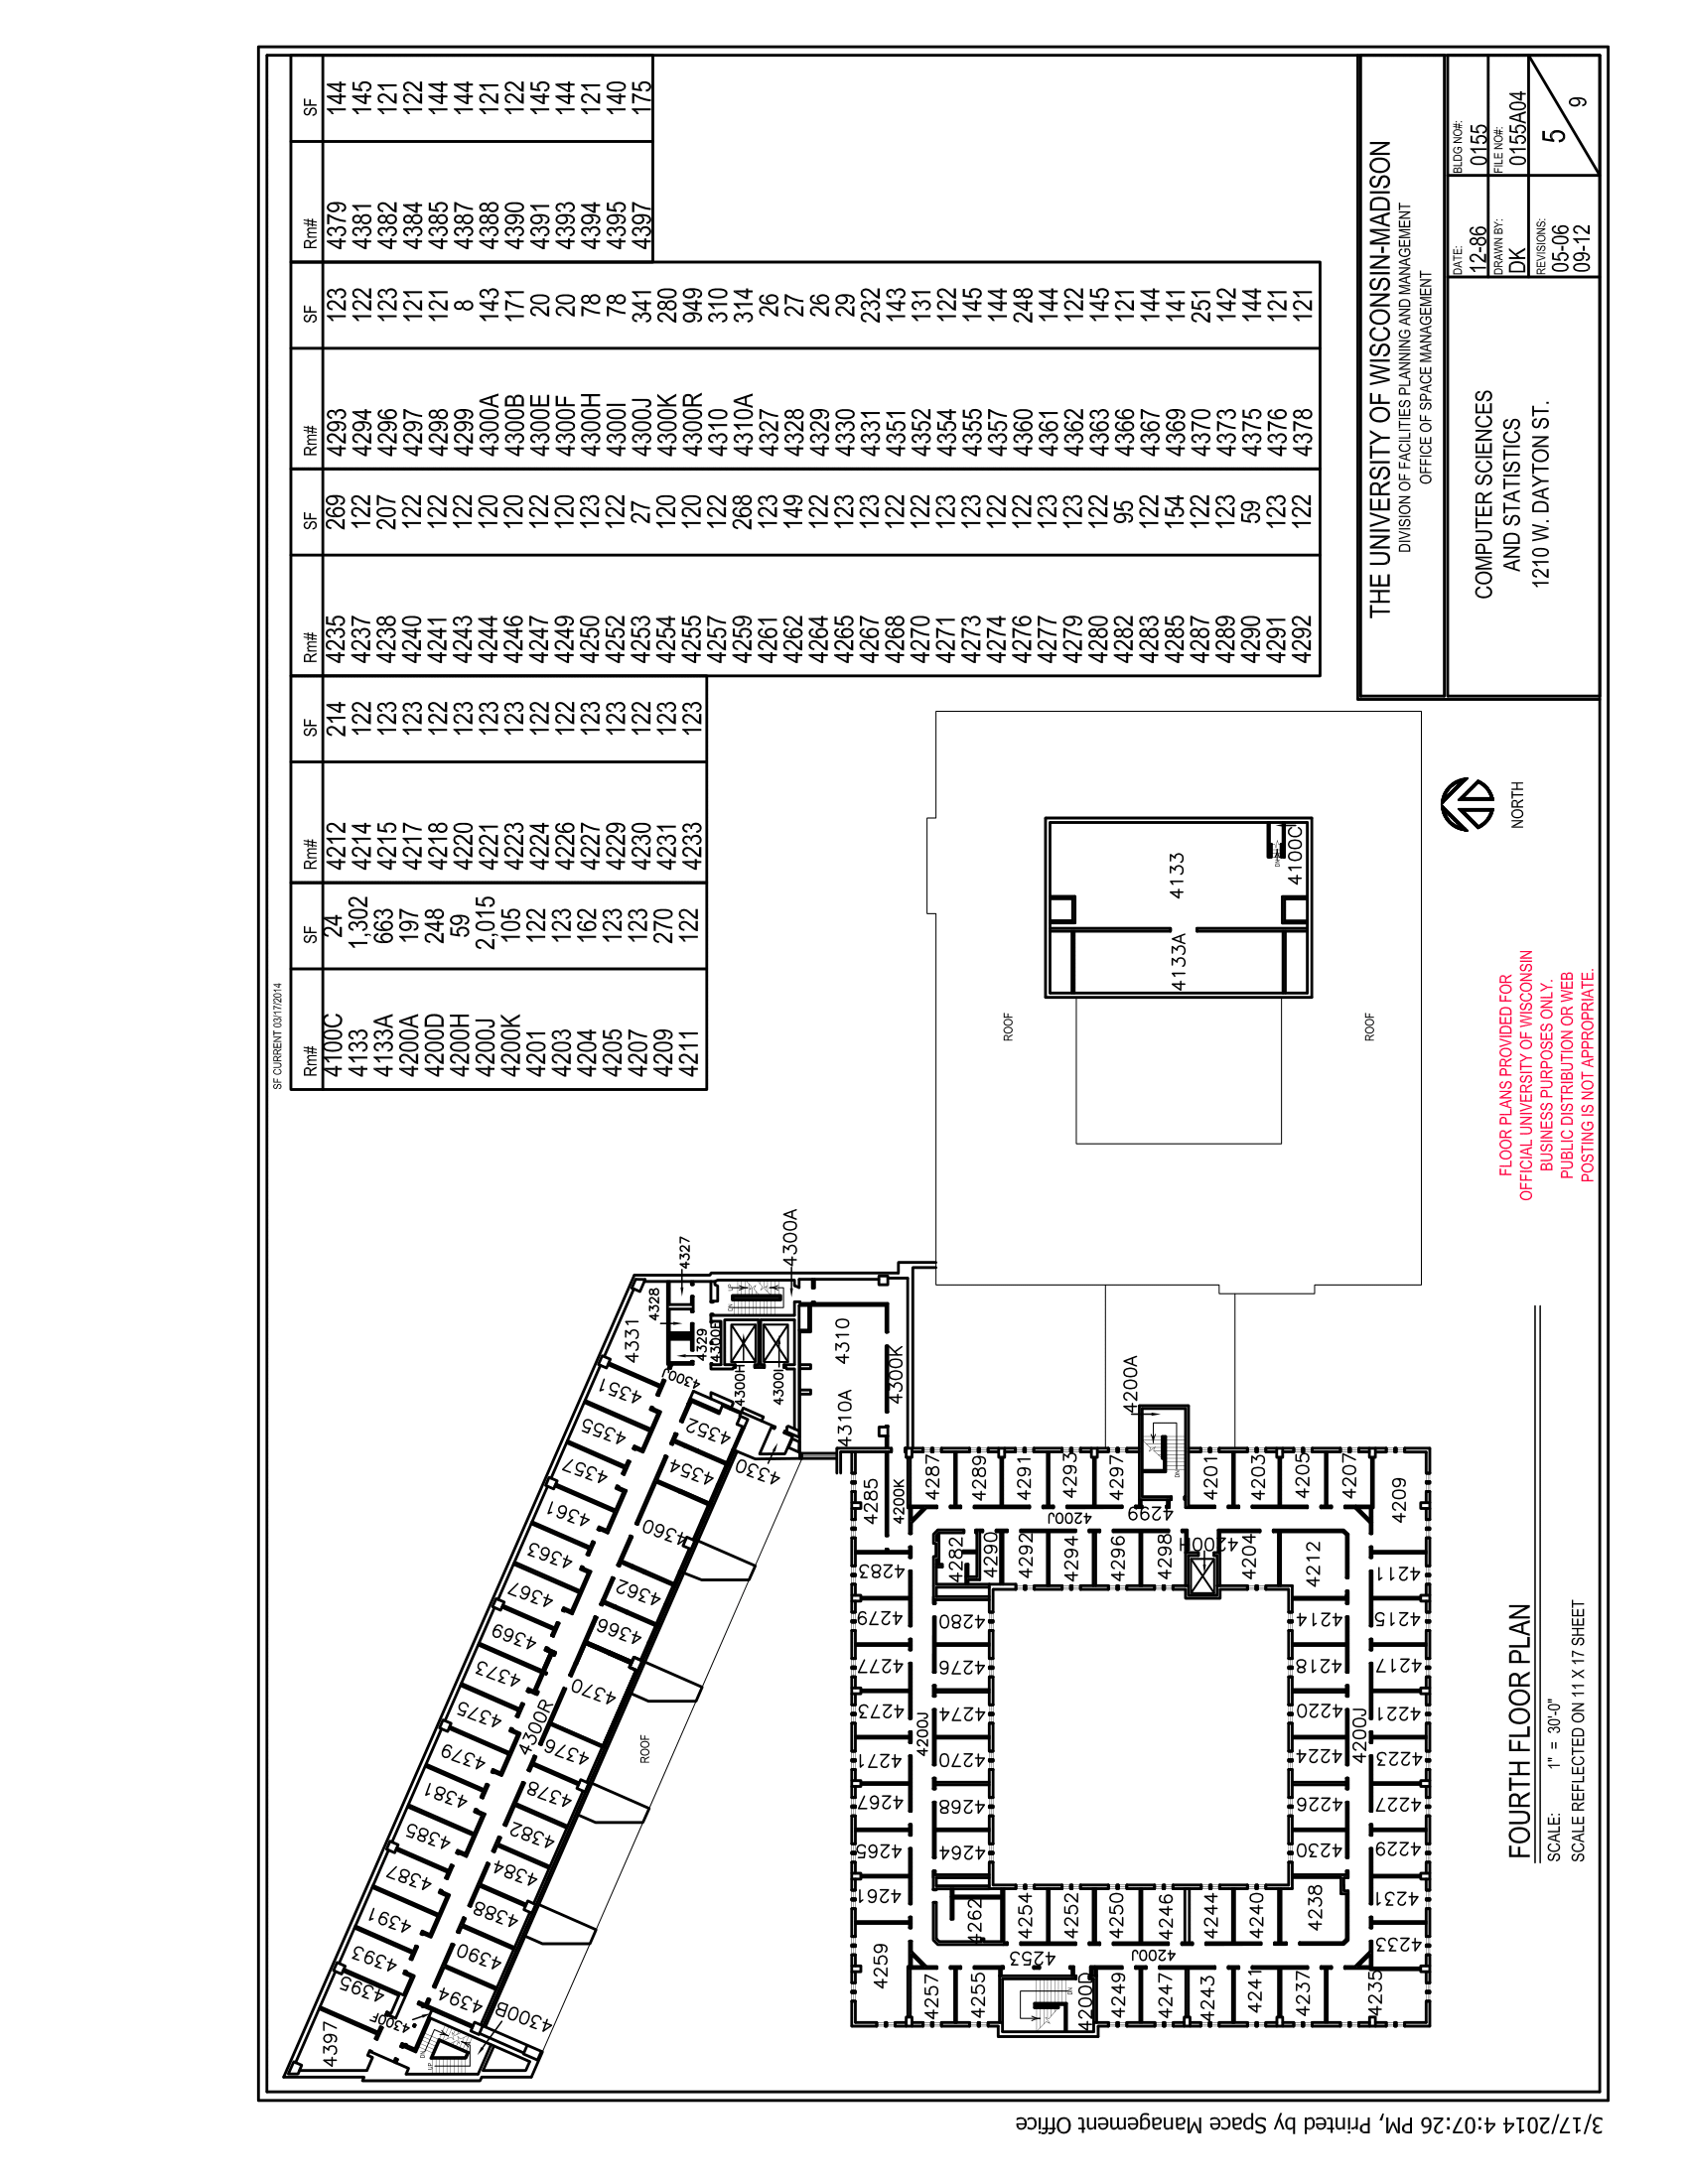 SF CURRENT 03/17/2014
Rm# SF Rm# SF Rm# SF Rm# SF Rm# SF
4100C 24 4212 214 4235 269 4293 123 4379 144
4133 1,302 4214 122 4237 122 4294 122 4381 145
4133A 663 4215 123 4238 207 4296 123 4382 121
4200A 197 4217 123 4240 122 4297 121 4384 122
4200D 248 4218 122 4241 122 4298 121 4385 144
4200H 59 4220 123 4243 122 4299 8 4387 144
4200J 2,015 4221 123 4244 120 4300A 143 4388 121
4200K 105 4223 123 4246 120 4300B 171 4390 122
4201 122 4224 122 4247 122 4300E 20 4391 145
4203 123 4226 122 4249 120 4300F 20 4393 144
4204 162 4227 123 4250 123 4300H 78 4394 121
4205 123 4229 123 4252 122 4300I 78 4395 140
4207 123 4230 122 4253 27 4300J 341 4397 175
4209 270 4231 123 4254 120 4300K 280
4211 122 4233 123 4255 120 4300R 949
4257 122 4310 310
4259 268 4310A 314
4261 123 4327 26
4262 149 4328 27
4264 122 4329 26
4265 123 4330 29
4267 123 4331 232
4268 122 4351 143
4270 122 4352 131
4271 123 4354 122
4273 123 4355 145
4274 122 4357 144
4276 122 4360 248
4277 123 4361 144
4279 123 4362 122
4280 122 4363 145
4282 95 4366 121
4283 122 4367 144
4285 154 4369 141
4287 122 4370 251
4289 123 4373 142
4290 59 4375 144
4291 123 4376 121
4292 122 4378 121
4397
4395
4393
4391
4387
4385
4381
4379
4375
4373
4369
4367
4363
4361
4357
4355
4351
4331
4328
4327
4329
4300E
4300J
4300H
4300I
4300A
4300F
4300B
4394
4390
4388
4384
4382
4378
4376
4300R
4370
4366
4362
4360
4354
4352
4330
4310A
4310
4300K
UP
DN
UP
DN
ROOF
4259
4261
4265
4267
4271
4273
4277
4279
4283
4285
4200K
4257
4255
4253
4200D
4249
4247
4243
4241
4237
4235
4262
4254
4252
4250
4246
4244
4240
4238
4200J
4264
4268
4270
4274
4276
4280
4200J
4282
4290
4292
4294
4296
4298
4200H
4204
4212
4287
4289
4291
4293
4297
4299
4200J
4200A
4201
4203
4205
4207
4209
4230
4226
4224
4220
4218
4214
4200J
4233
4231
4229
4227
4223
4221
4217
4215
4211
DN
DN
ROOF
4133A
4133
4100C
DN
ROOF
FOURTH FLOOR PLAN
SCALE: 1" = 30'-0"
SCALE REFLECTED ON 11 X 17 SHEET
FLOOR PLANS PROVIDED FOR
OFFICIAL UNIVERSITY OF WISCONSIN
BUSINESS PURPOSES ONLY.
PUBLIC DISTRIBUTION OR WEB
POSTING IS NOT APPROPRIATE.
NORTH
THE UNIVERSITY OF WISCONSIN-MADISON
DIVISION OF FACILITIES PLANNING AND MANAGEMENT
OFFICE OF SPACE MANAGEMENT
COMPUTER SCIENCES
AND STATISTICS
1210 W. DAYTON ST.
DATE:
12-86
BLDG NO#:
0155
DRAWN BY:
DK
FILE NO#:
0155A04
REVISIONS:
05-06
09-12
5
9
3/17/2014 4:07:26 PM, Printed by Space Management Office